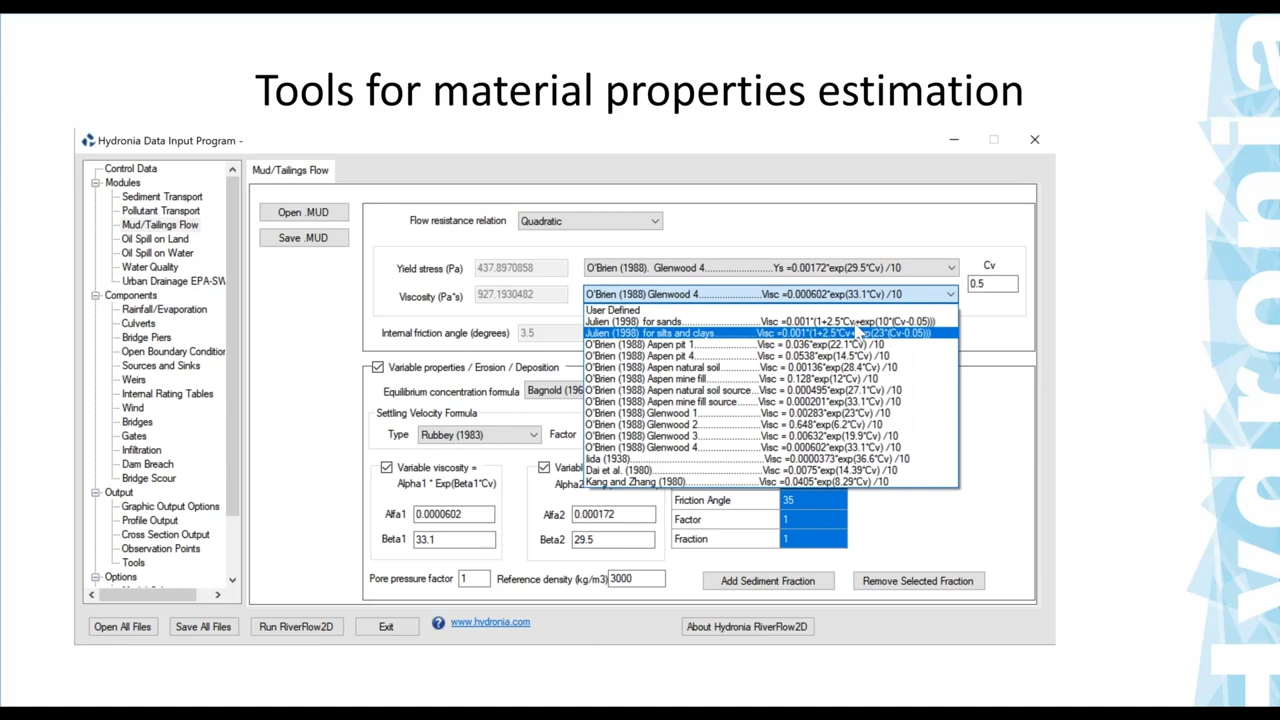 Tools for material properties estimation
Hydronia Data Input Program -
Control Data
Modules
Sediment Transport
Pollutant Transport
Mud/Tailings Flow
Oil Spill on Land
Oil Spill on Water
Water Quality
Urban Drainage EPA-SW
Components
Rainfall/Evaporation
Culverts
Bridge Piers
Open Boundary Condition
Sources and Sinks
Weirs
Internal Rating Tables
Wind
Bridges
Gates
Infiltration
Dam Breach
Bridge Scour
Output
Graphic Output Options
Profile Output
Cross Section Output
Observation Points
Tools
Options
Mud/Tailings Flow
Open .MUD
Save .MUD
Flow resistance relation Quadratic
Yield stress (Pa) 437.8970858 O'Brien (1988). Glenwood 4........................Ys =0.00172*exp(29.5*Cv) /10
Cv
0.5
Viscosity (Pa*s) 927.1930482 O'Brien (1988) Glenwood 4......................Visc =0.000602*exp(33.1*Cv) /10
User Defined
Julien (1998) for sands..........................Visc =0.001*(1+2.5*Cv+exp(10*(Cv-0.05)))
Julien (1998) for silts and clays...............Visc =0.001*(1+2.5*Cv+exp(23*(Cv-0.05)))
O'Brien (1988) Aspen pit 1......................Visc = 0.036*exp(22.1*Cv) /10
O'Brien (1988) Aspen pit 4......................Visc = 0.0538*exp(14.5*Cv) /10
O'Brien (1988) Aspen natural soil.............Visc = 0.00136*exp(28.4*Cv) /10
O'Brien (1988) Aspen mine fill..................Visc = 0.128*exp(12*Cv) /10
O'Brien (1988) Aspen natural soil source...Visc = 0.000495*exp(27.1*Cv) /10
O'Brien (1988) Aspen mine fill source........Visc = 0.000201*exp(33.1*Cv) /10
O'Brien (1988) Glenwood 1......................Visc = 0.00283*exp(23*Cv) /10
O'Brien (1988) Glenwood 2......................Visc = 0.648*exp(6.2*Cv) /10
O'Brien (1988) Glenwood 3......................Visc = 0.00632*exp(19.9*Cv) /10
O'Brien (1988) Glenwood 4......................Visc =0.000602*exp(33.1*Cv) /10
Iida (1938)..............................................Visc =0.0000373*exp(36.6*Cv) /10
Dai et al. (1980)......................................Visc =0.0075*exp(14.39*Cv) /10
Kang and Zhang (1980).........................Visc =0.0405*exp(8.29*Cv) /10
Internal friction angle (degrees) 3.5
Variable properties / Erosion / Deposition
Equilibrium concentration formula Bagnold (196
Settling Velocity Formula
Type Rubbey (1983) Factor
Variable viscosity =
Alpha1 * Exp(Beta1*Cv)
Alfa1 0.0000602
Beta1 33.1
Variabl
Alpha2
Alfa2 0.000172
Beta2 29.5
Friction Angle 35
Factor 1
Fraction 1
Pore pressure factor 1 Reference density (kg/m3) 3000
Add Sediment Fraction Remove Selected Fraction
Open All Files Save All Files Run RiverFlow2D Exit www.hydronia.com About Hydronia RiverFlow2D
Hydronia